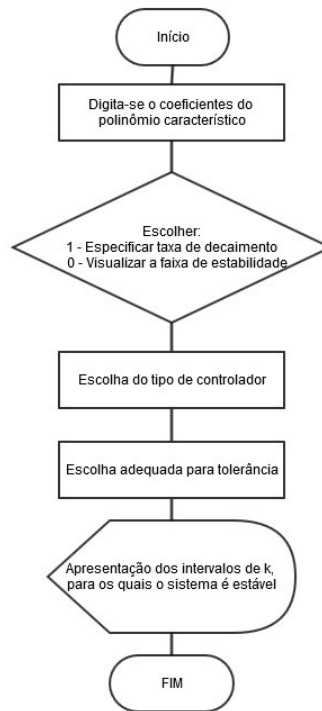 Início
Digita-se o coeficientes do
polinômio característico
Escolher:
1 - Especificar taxa de decaimento
0 - Visualizar a faixa de estabilidade
Escolha do tipo de controlador
Escolha adequada para tolerância
Apresentação dos intervalos de k,
para os quais o sistema é estável
FIM